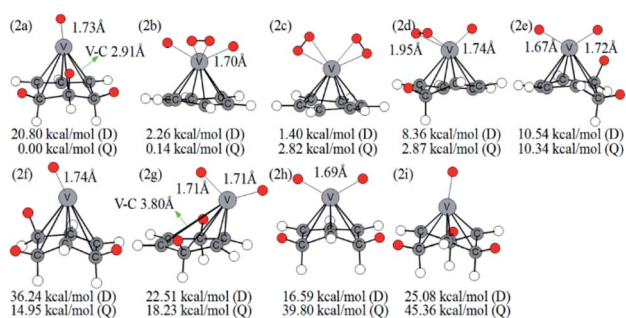 (2a)
1.73Å
V
V-C 2.91Å
C
20.80 kcal/mol (D)
0.00 kcal/mol (Q)
(2b)
V
1.70Å
2.26 kcal/mol (D)
0.14 kcal/mol (Q)
(2c)
V
1.40 kcal/mol (D)
2.82 kcal/mol (Q)
(2d)
1.95Å
V
1.74Å
8.36 kcal/mol (D)
2.87 kcal/mol (Q)
(2e)
1.67Å
V
1.72Å
10.54 kcal/mol (D)
10.34 kcal/mol (Q)
(2f)
1.74Å
V
36.24 kcal/mol (D)
14.95 kcal/mol (Q)
(2g)
1.71Å
1.71Å
V
V-C 3.80Å
22.51 kcal/mol (D)
18.23 kcal/mol (Q)
(2h)
1.69Å
V
16.59 kcal/mol (D)
39.80 kcal/mol (Q)
(2i)
V
25.08 kcal/mol (D)
45.36 kcal/mol (Q)